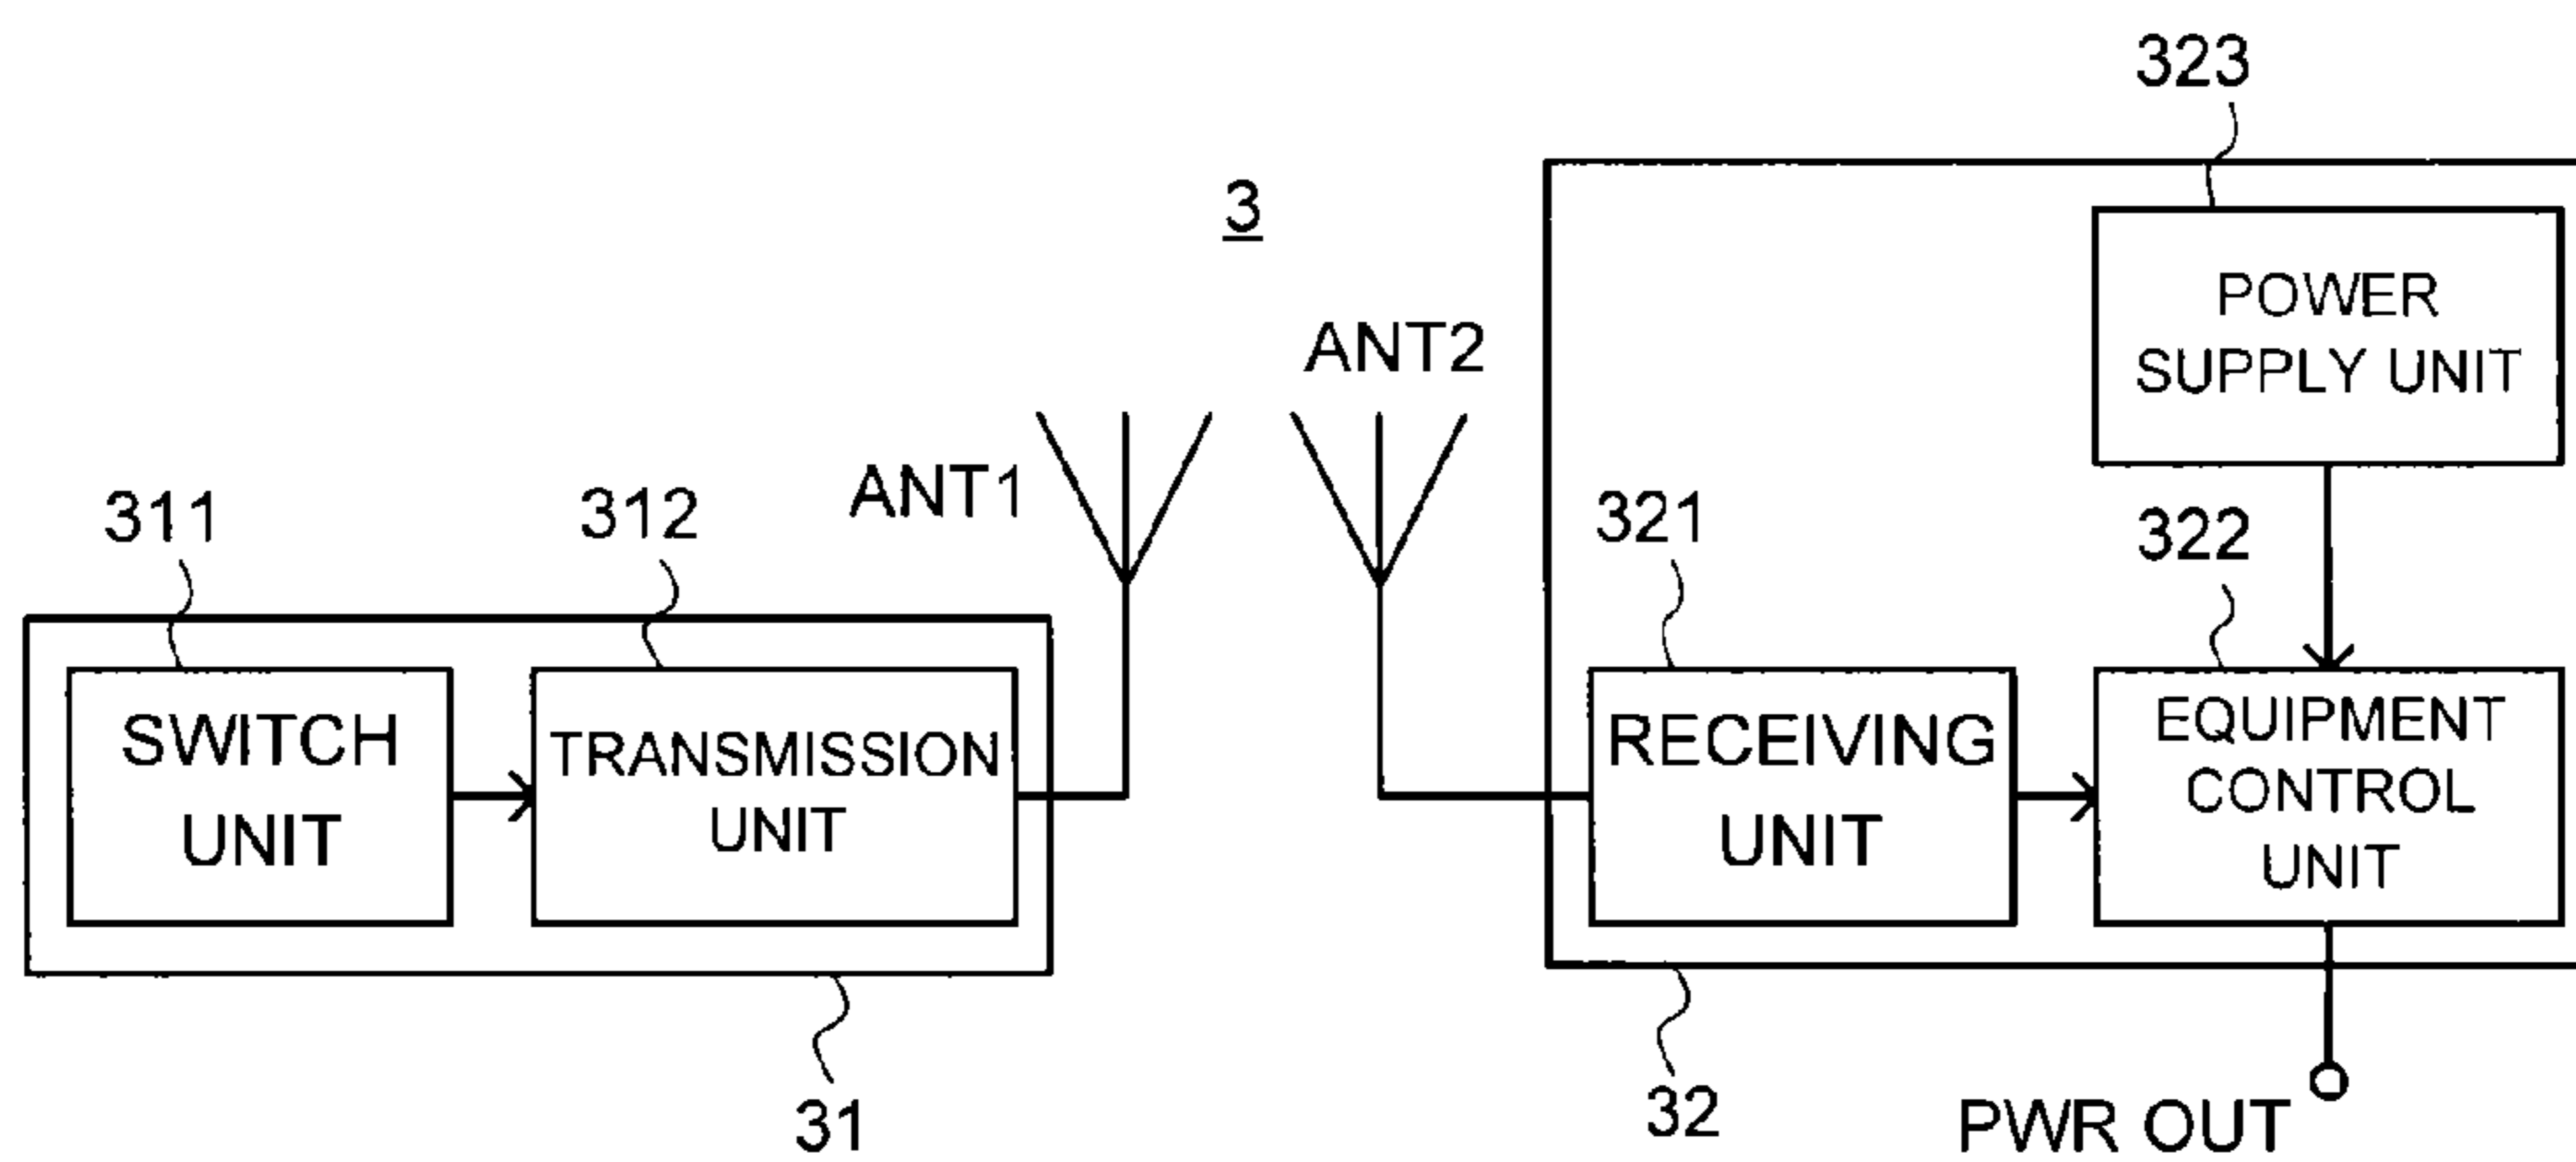 323
3
POWER
SUPPLY UNIT
ANT2
ANT1
311
312
321
322
SWITCH
UNIT
TRANSMISSION
UNIT
RECEIVING
UNIT
EQUIPMENT
CONTROL
UNIT
31
32
PWR OUT